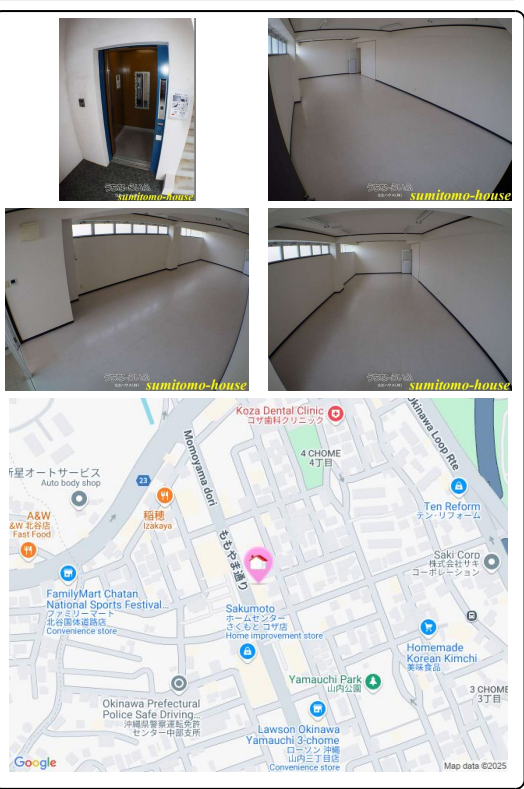 sumitomo-house
sumitomo-house
sumitomo-house
sumitomo-house
Koza Dental Clinic
コザ歯科クリニック
Okinawa Loop Rte
Momoyama dori
4 CHOME
4丁目
新星オートサービス
Auto body shop
23
A&W
A&W 北谷店
Fast Food
稲穂
Izakaya
Ten Reform
テン・リフォーム
ももやま通り
Saki Corp
株式会社サキ
コーポレーション
FamilyMart Chatan
National Sports Festival...
ファミリーマート
北谷国体道路店
Convenience store
Sakumoto
ホームセンター
さくもと コザ店
Home improvement store
Homemade
Korean Kimchi
美味食品
Yamauchi Park
山内公園
3 CHOME
3丁目
Okinawa Prefectural
Police Safe Driving...
沖縄県警察運転免許
センター中部支所
Lawson Okinawa
Yamauchi 3-chome
ローソン 沖縄
山内三丁目店
Convenience store
Google
Map data ©2025